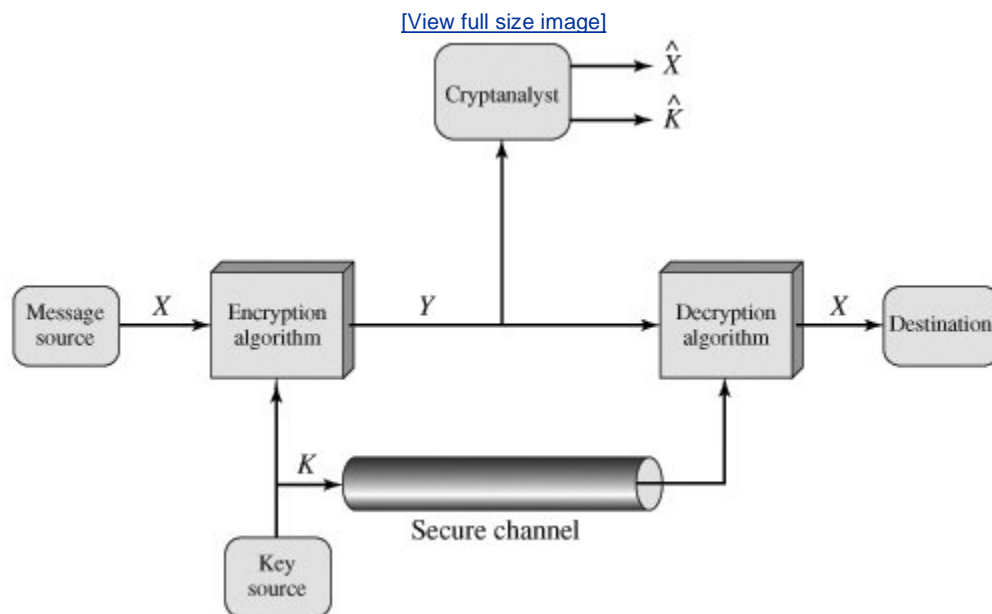 [View full size image]
Cryptanalyst
X̂
K̂
Message
source
X
Encryption
algorithm
Y
Decryption
algorithm
X
Destination
K
Secure channel
Key
source